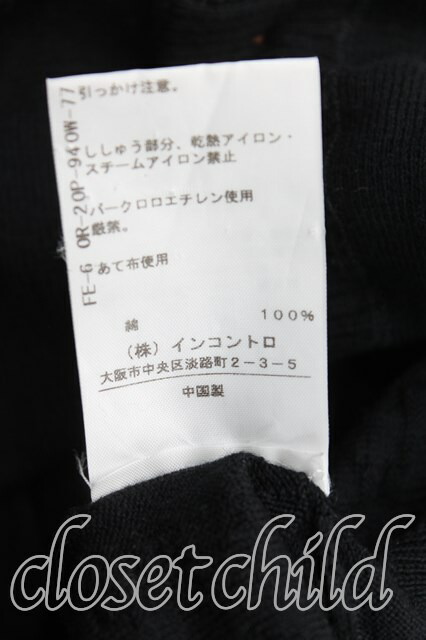 引っかけ注意。
ししゅう部分、乾熱アイロン・
スチームアイロン禁止
パークロロエチレン使用
厳禁。
あて布使用
綿 100%
（株）インコントロ
大阪市中央区淡路町2-3-5
中国製
FE-6 OR-20P-940W-77
closetchild